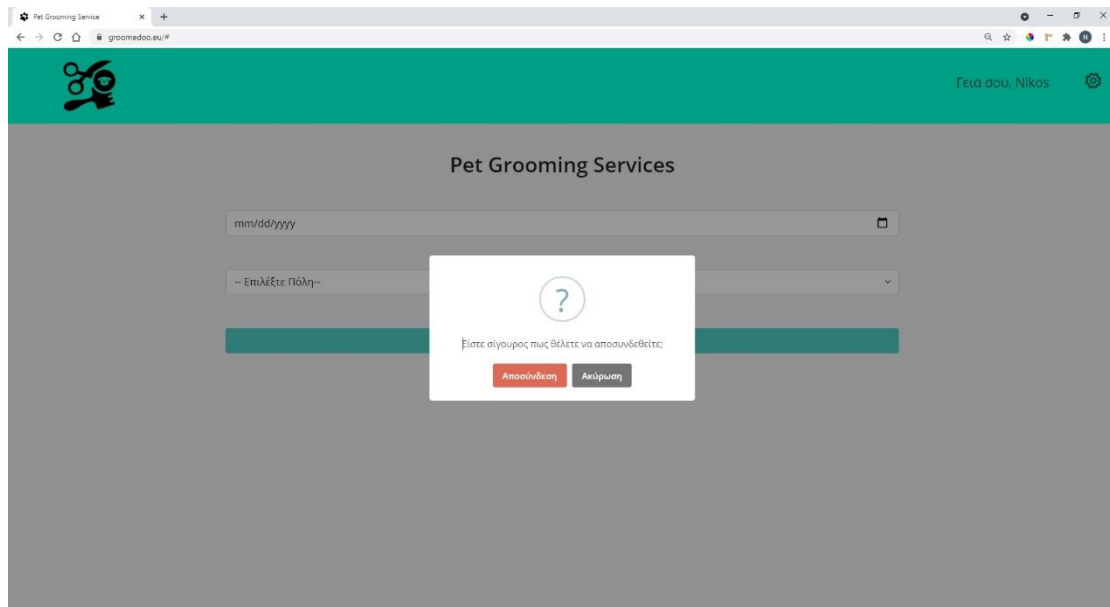 Pet Grooming Service
groomedoo.eu/#
N
Γεια σου, Nikos
Pet Grooming Services
mm/dd/yyyy
-- Επιλέξτε Πόλη--
?
Είστε σίγουρος πως θέλετε να αποσυνδεθείτε;
Αποσύνδεση
Ακύρωση